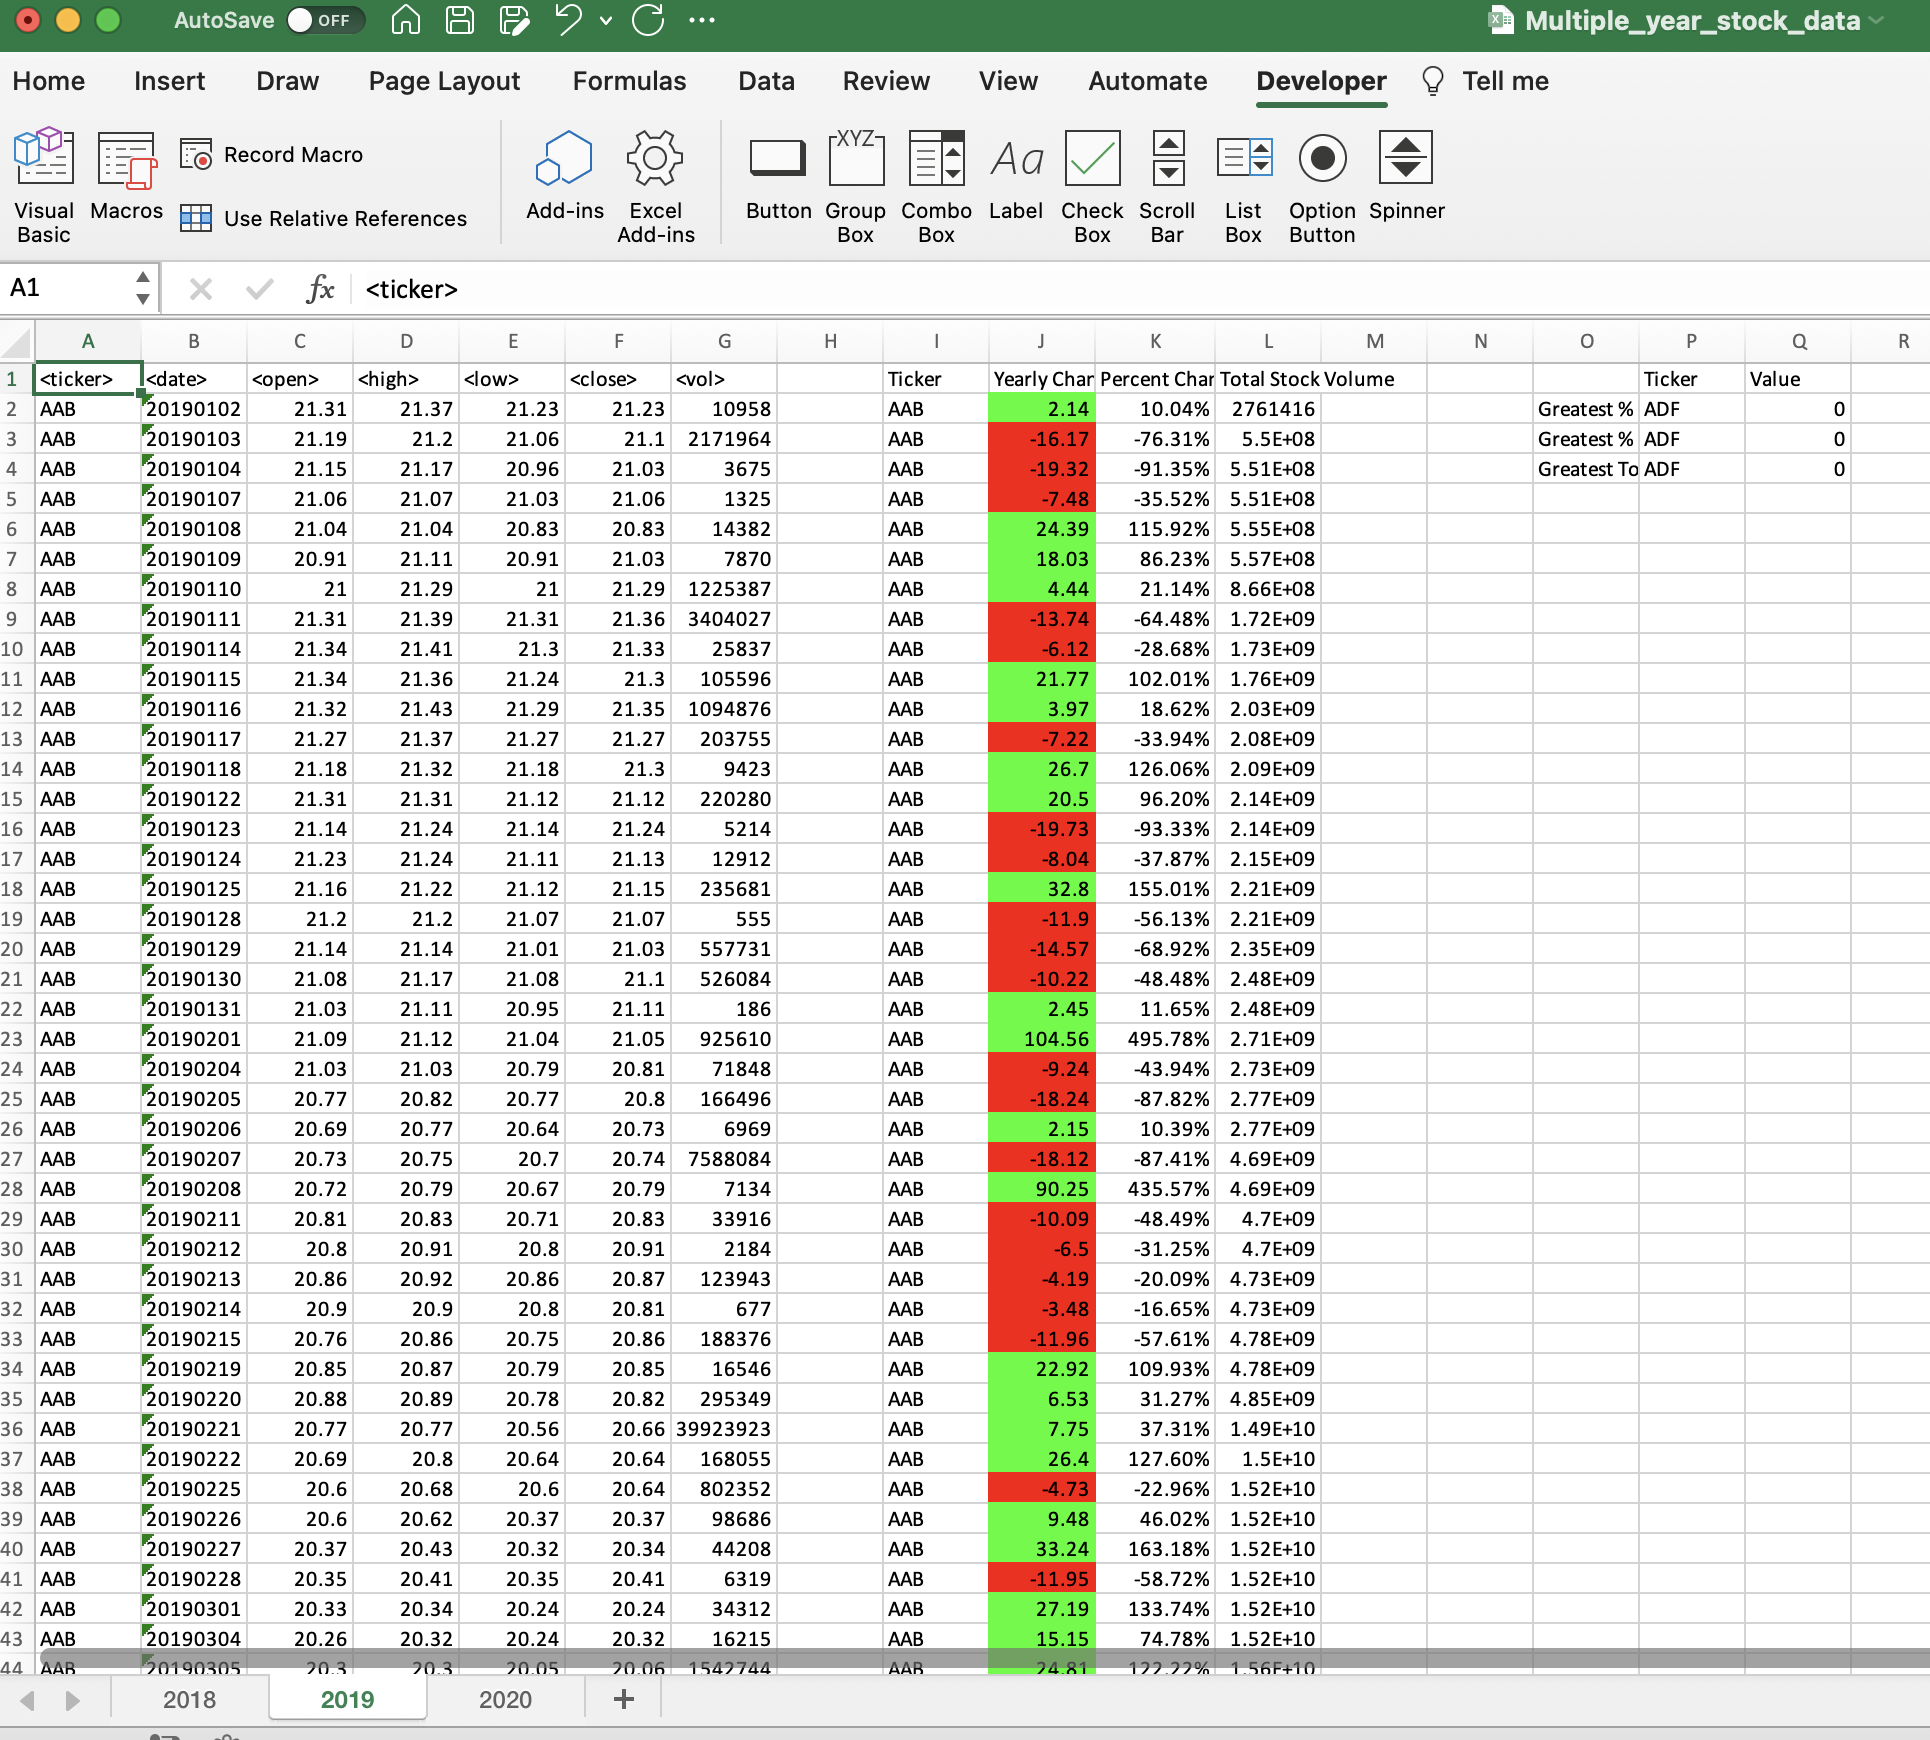 AutoSave OFF Multiple_year_stock_data
Home Insert Draw Page Layout Formulas Data Review View Automate Developer Tell me
Visual Basic Macros Record Macro Use Relative References Add-ins Excel Add-ins Button XYZ Group Box Combo Box Aa Label Check Box Scroll Bar List Box Option Button Spinner
A1 fx <ticker>
A B C D E F G H I J K L M N O P Q R
1 <ticker> <date> <open> <high> <low> <close> <vol> Ticker Yearly Char Percent Char Total Stock Volume Ticker Value
2 AAB 20190102 21.31 21.37 21.23 21.23 10958 AAB 2.14 10.04% 2761416 Greatest % ADF 0
3 AAB 20190103 21.19 21.2 21.06 21.1 2171964 AAB -16.17 -76.31% 5.5E+08 Greatest % ADF 0
4 AAB 20190104 21.15 21.17 20.96 21.03 3675 AAB -19.32 -91.35% 5.51E+08 Greatest To ADF 0
5 AAB 20190107 21.06 21.07 21.03 21.06 1325 AAB -7.48 -35.52% 5.51E+08
6 AAB 20190108 21.04 21.04 20.83 20.83 14382 AAB 24.39 115.92% 5.55E+08
7 AAB 20190109 20.91 21.11 20.91 21.03 7870 AAB 18.03 86.23% 5.57E+08
8 AAB 20190110 21 21.29 21 21.29 1225387 AAB 4.44 21.14% 8.66E+08
9 AAB 20190111 21.31 21.39 21.31 21.36 3404027 AAB -13.74 -64.48% 1.72E+09
10 AAB 20190114 21.34 21.41 21.3 21.33 25837 AAB -6.12 -28.68% 1.73E+09
11 AAB 20190115 21.34 21.36 21.24 21.3 105596 AAB 21.77 102.01% 1.76E+09
12 AAB 20190116 21.32 21.43 21.29 21.35 1094876 AAB 3.97 18.62% 2.03E+09
13 AAB 20190117 21.27 21.37 21.27 21.27 203755 AAB -7.22 -33.94% 2.08E+09
14 AAB 20190118 21.18 21.32 21.18 21.3 9423 AAB 26.7 126.06% 2.09E+09
15 AAB 20190122 21.31 21.31 21.12 21.12 220280 AAB 20.5 96.20% 2.14E+09
16 AAB 20190123 21.14 21.24 21.14 21.24 5214 AAB -19.73 -93.33% 2.14E+09
17 AAB 20190124 21.23 21.24 21.11 21.13 12912 AAB -8.04 -37.87% 2.15E+09
18 AAB 20190125 21.16 21.22 21.12 21.15 235681 AAB 32.8 155.01% 2.21E+09
19 AAB 20190128 21.2 21.2 21.07 21.07 555 AAB -11.9 -56.13% 2.21E+09
20 AAB 20190129 21.14 21.14 21.01 21.03 557731 AAB -14.57 -68.92% 2.35E+09
21 AAB 20190130 21.08 21.17 21.08 21.1 526084 AAB -10.22 -48.48% 2.48E+09
22 AAB 20190131 21.03 21.11 20.95 21.11 186 AAB 2.45 11.65% 2.48E+09
23 AAB 20190201 21.09 21.12 21.04 21.05 925610 AAB 104.56 495.78% 2.71E+09
24 AAB 20190204 21.03 21.03 20.79 20.81 71848 AAB -9.24 -43.94% 2.73E+09
25 AAB 20190205 20.77 20.82 20.77 20.8 166496 AAB -18.24 -87.82% 2.77E+09
26 AAB 20190206 20.69 20.77 20.64 20.73 6969 AAB 2.15 10.39% 2.77E+09
27 AAB 20190207 20.73 20.75 20.7 20.74 7588084 AAB -18.12 -87.41% 4.69E+09
28 AAB 20190208 20.72 20.79 20.67 20.79 7134 AAB 90.25 435.57% 4.69E+09
29 AAB 20190211 20.81 20.83 20.71 20.83 33916 AAB -10.09 -48.49% 4.7E+09
30 AAB 20190212 20.8 20.91 20.8 20.91 2184 AAB -6.5 -31.25% 4.7E+09
31 AAB 20190213 20.86 20.92 20.86 20.87 123943 AAB -4.19 -20.09% 4.73E+09
32 AAB 20190214 20.9 20.9 20.8 20.81 677 AAB -3.48 -16.65% 4.73E+09
33 AAB 20190215 20.76 20.86 20.75 20.86 188376 AAB -11.96 -57.61% 4.78E+09
34 AAB 20190219 20.85 20.87 20.79 20.85 16546 AAB 22.92 109.93% 4.78E+09
35 AAB 20190220 20.88 20.89 20.78 20.82 295349 AAB 6.53 31.27% 4.85E+09
36 AAB 20190221 20.77 20.77 20.56 20.66 39923923 AAB 7.75 37.31% 1.49E+10
37 AAB 20190222 20.69 20.8 20.64 20.64 168055 AAB 26.4 127.60% 1.5E+10
38 AAB 20190225 20.6 20.68 20.6 20.64 802352 AAB -4.73 -22.96% 1.52E+10
39 AAB 20190226 20.6 20.62 20.37 20.37 98686 AAB 9.48 46.02% 1.52E+10
40 AAB 20190227 20.37 20.43 20.32 20.34 44208 AAB 33.24 163.18% 1.52E+10
41 AAB 20190228 20.35 20.41 20.35 20.41 6319 AAB -11.95 -58.72% 1.52E+10
42 AAB 20190301 20.33 20.34 20.24 20.24 34312 AAB 27.19 133.74% 1.52E+10
43 AAB 20190304 20.26 20.32 20.24 20.32 16215 AAB 15.15 74.78% 1.52E+10
44 AAB 20190305 20.3 20.3 20.05 20.06 1542744 AAB 24.81 122.22% 1.56E+10
2018 2019 2020 +